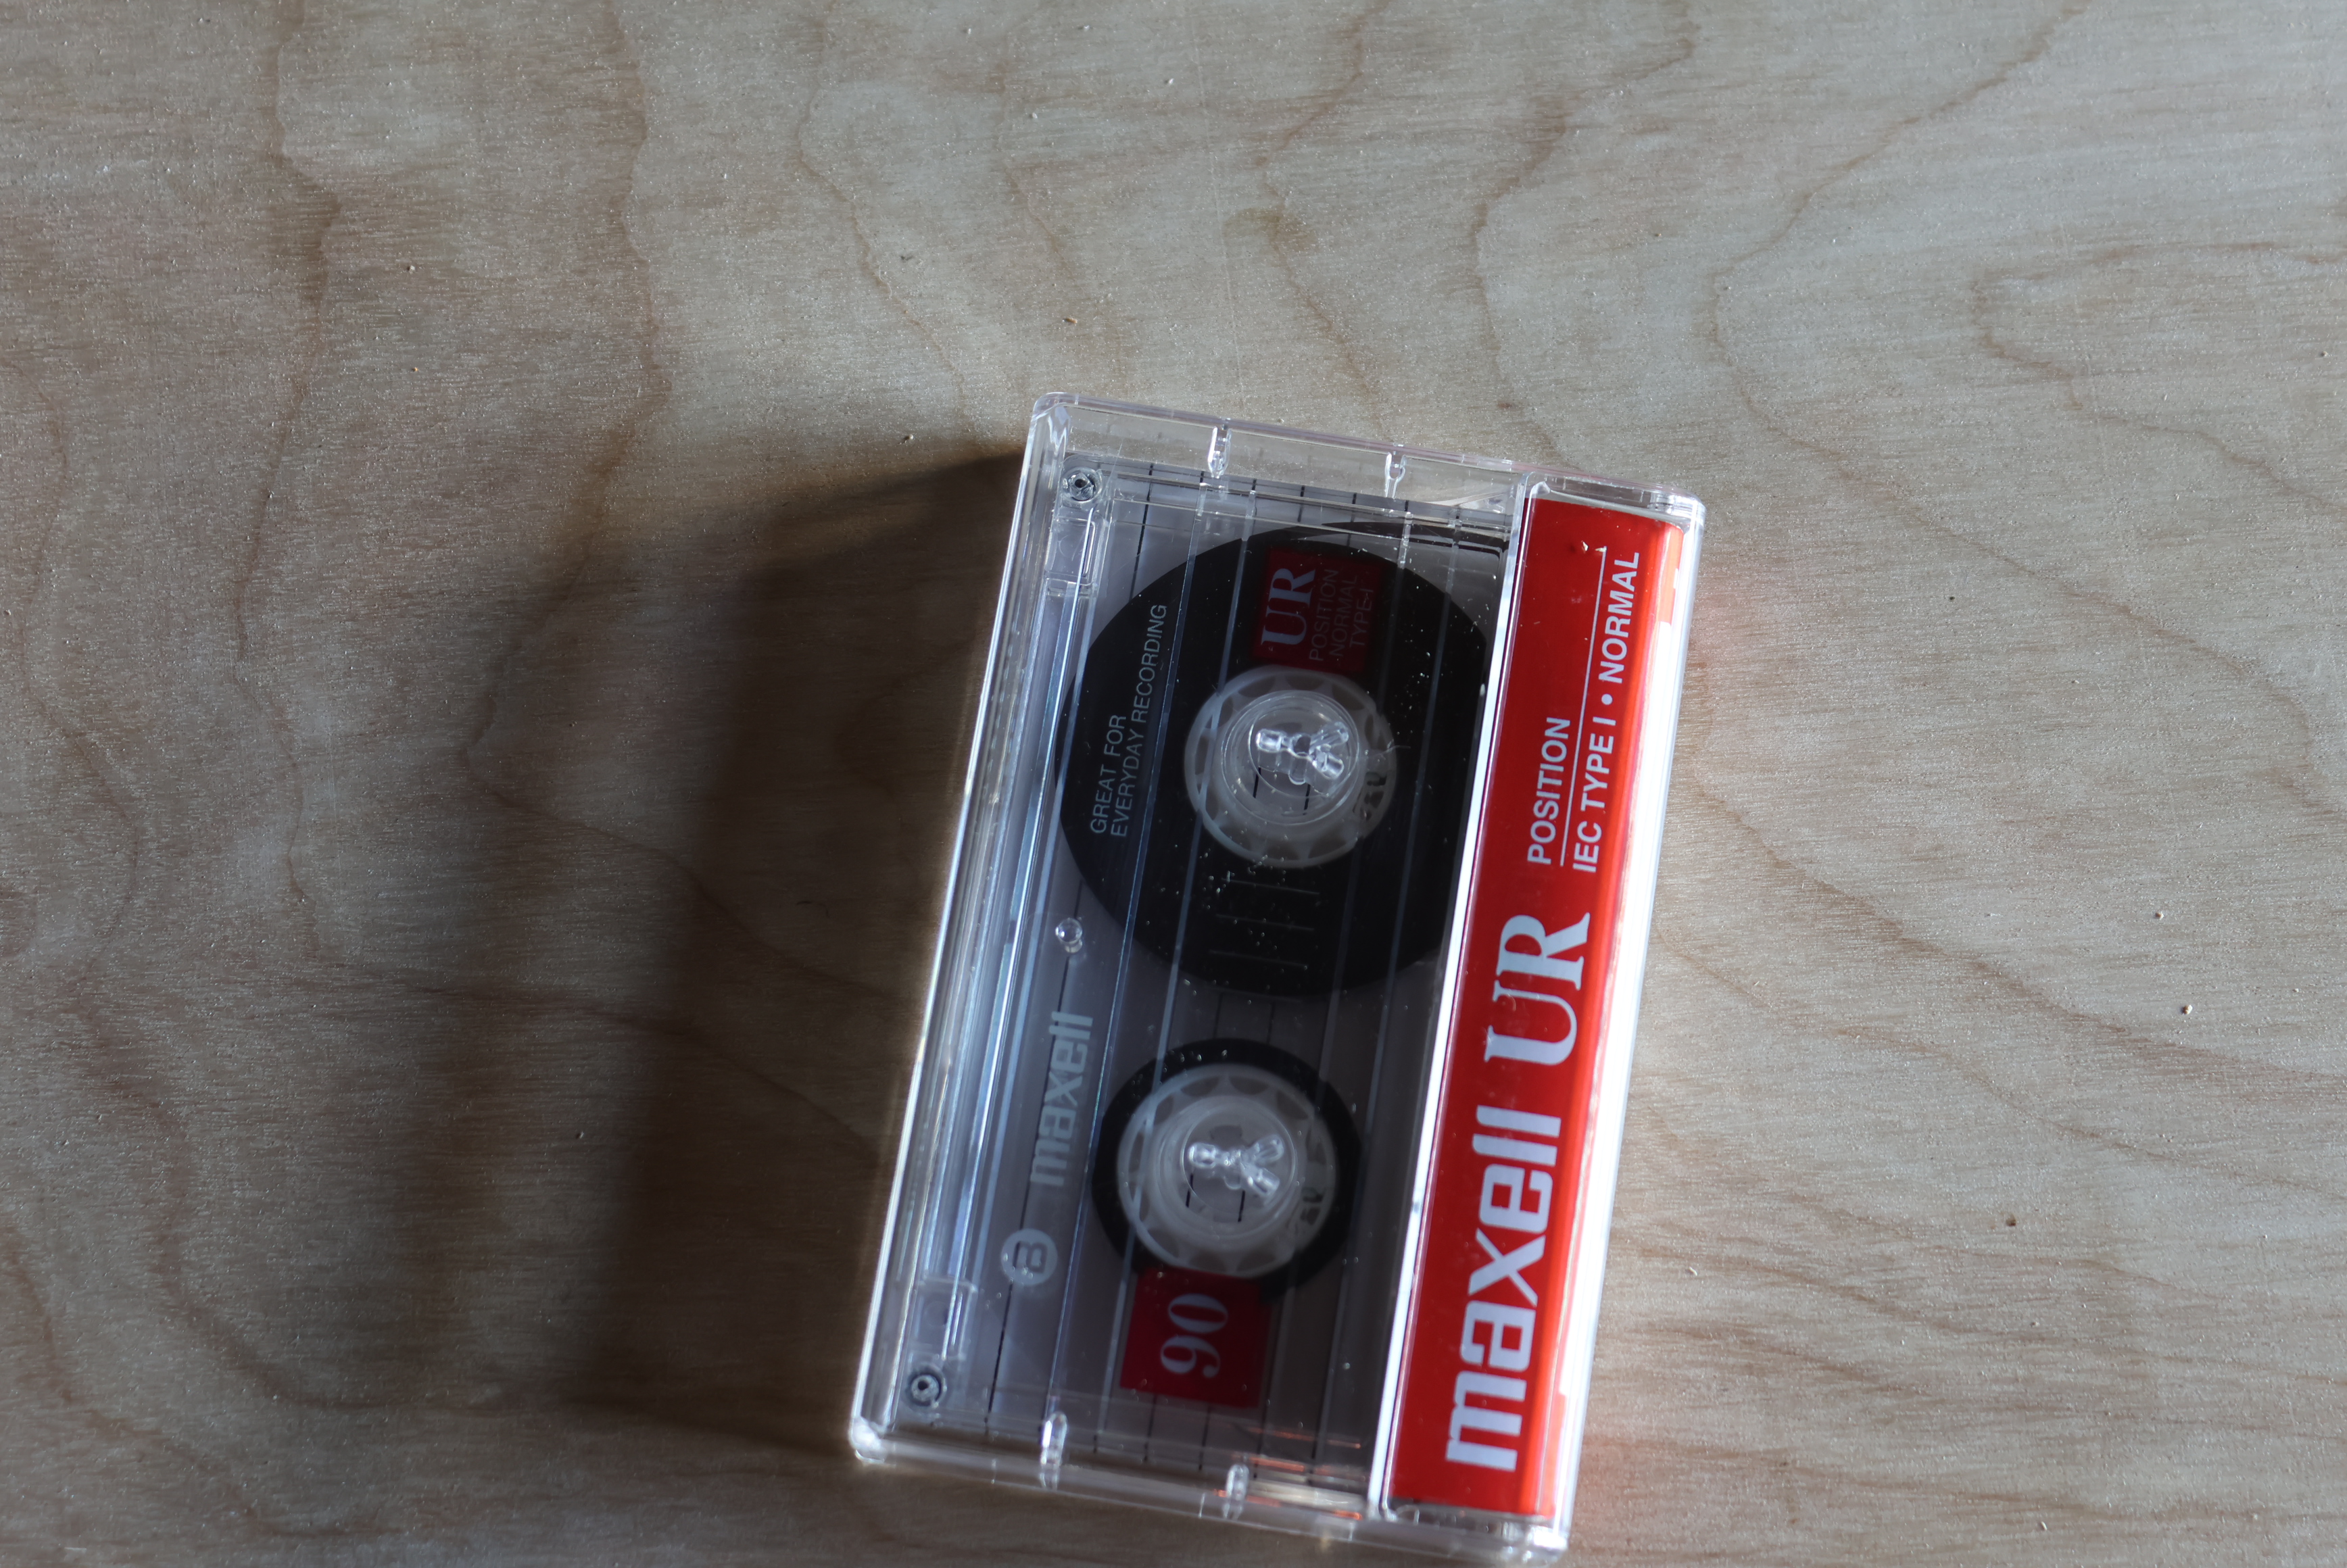 GREAT FOR
EVERYDAY RECORDING
B maxell
UR
POSITION
NORMAL
TYPE-I
90
maxell UR
POSITION
IEC TYPE I • NORMAL